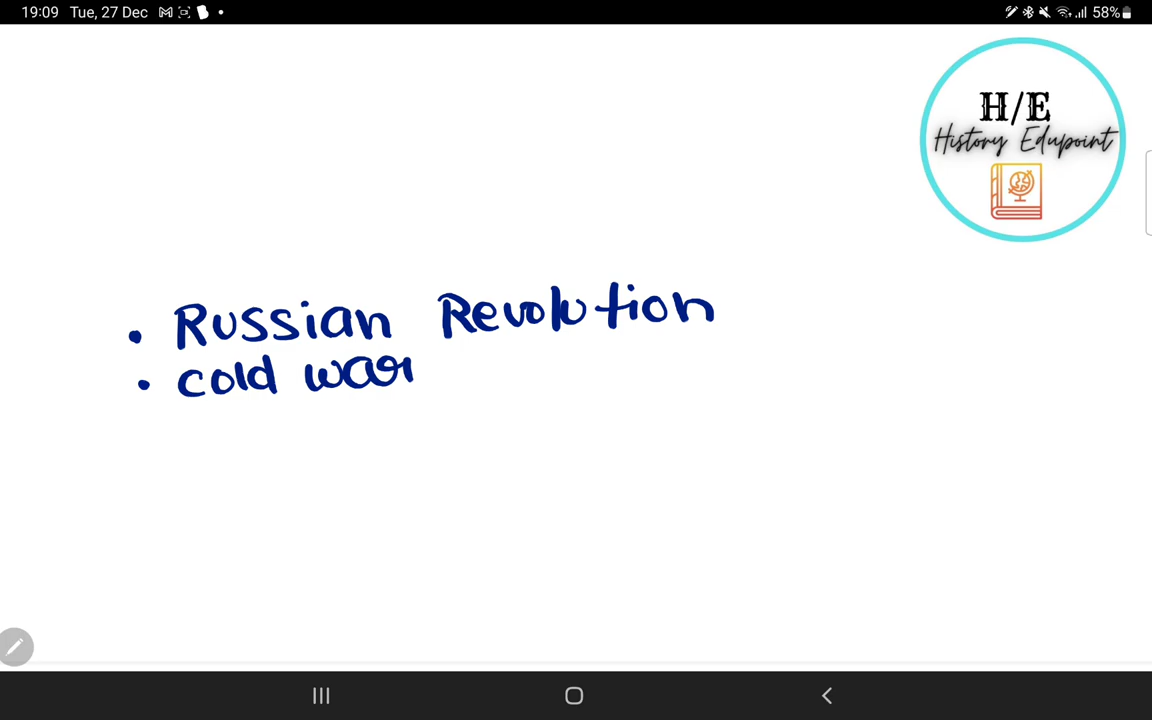 19:09 Tue, 27 Dec
58%
H/E
History Edupoint
• Russian Revolution
• cold war